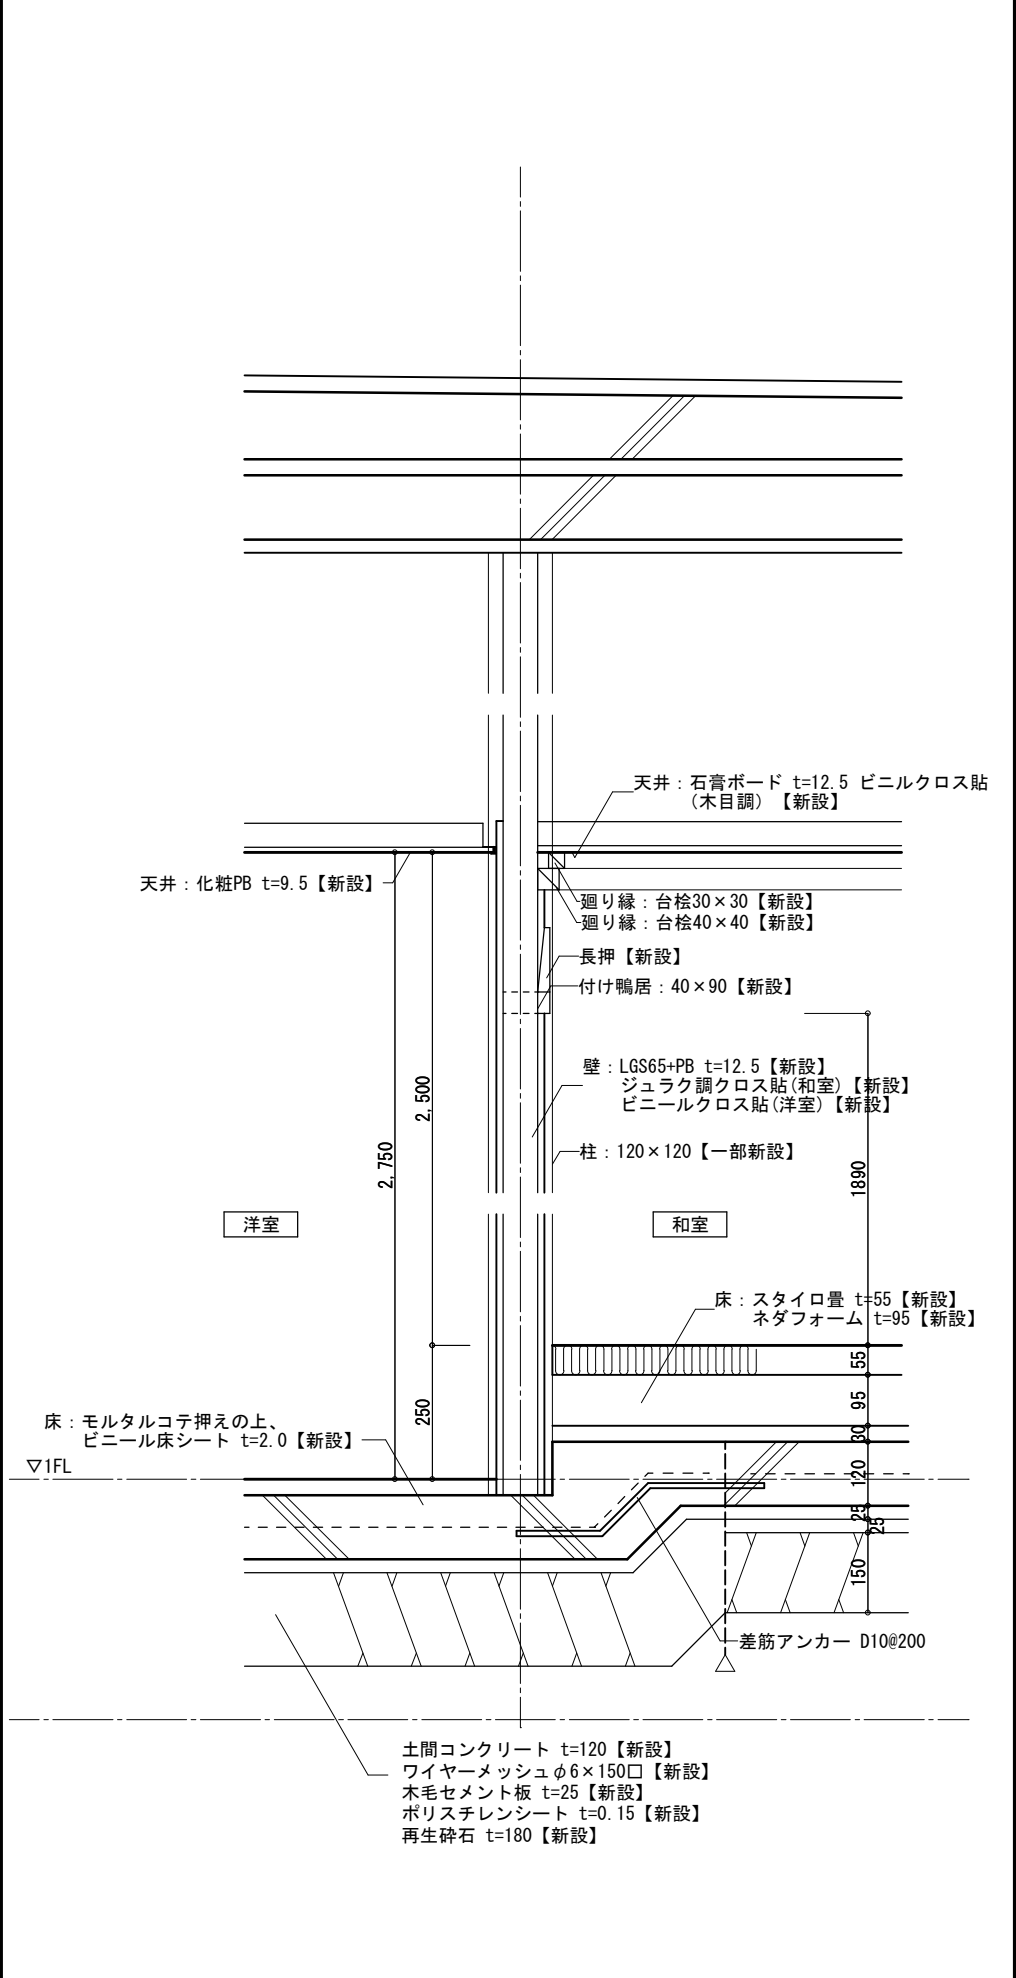 天井：石膏ボード t=12.5 ビニルクロス貼
（木目調）【新設】
天井：化粧PB t=9.5【新設】
廻り縁：台桧30×30【新設】
廻り縁：台桧40×40【新設】
長押【新設】
付け鴨居：40×90【新設】
壁：LGS65+PB t=12.5【新設】
ジュラク調クロス貼(和室)【新設】
ビニールクロス貼(洋室)【新設】
2,500
2,750
柱：120×120【一部新設】
1890
洋室
和室
床：スタイロ畳 t=55【新設】
ネダフォーム t=95【新設】
55
95
250
30
床：モルタルコテ押えの上、
ビニール床シート t=2.0【新設】
▽1FL
120
25
25
150
差筋アンカー D10@200
土間コンクリート t=120【新設】
ワイヤーメッシュφ6×150□【新設】
木毛セメント板 t=25【新設】
ポリスチレンシート t=0.15【新設】
再生砕石 t=180【新設】